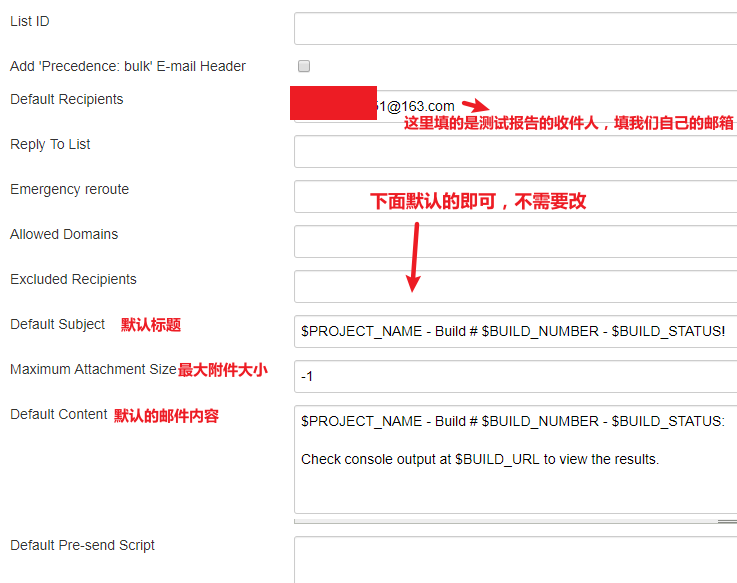 List ID
Add 'Precedence: bulk' E-mail Header
Default Recipients
51@163.com
这里填的是测试报告的收件人，填我们自己的邮箱
Reply To List
Emergency reroute
下面默认的即可，不需要改
Allowed Domains
Excluded Recipients
Default Subject 默认标题
$PROJECT_NAME - Build # $BUILD_NUMBER - $BUILD_STATUS!
Maximum Attachment Size最大附件大小
-1
Default Content 默认的邮件内容
$PROJECT_NAME - Build # $BUILD_NUMBER - $BUILD_STATUS:
Check console output at $BUILD_URL to view the results.
Default Pre-send Script